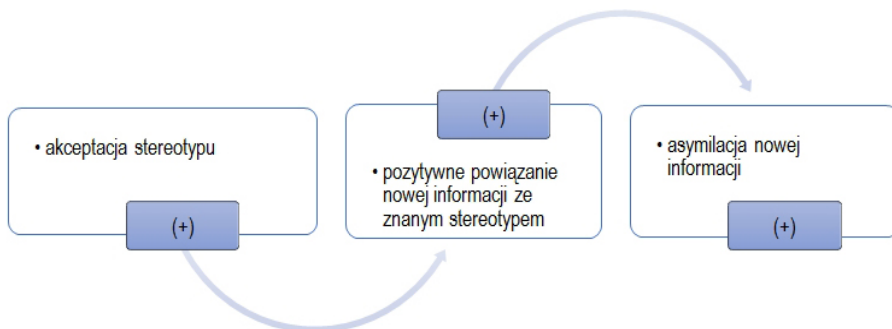 • akceptacja stereotypu
(+)
(+)
• pozytywne powiązanie
nowej informacji ze
znanym stereotypem
• asymilacja nowej
informacji
(+)